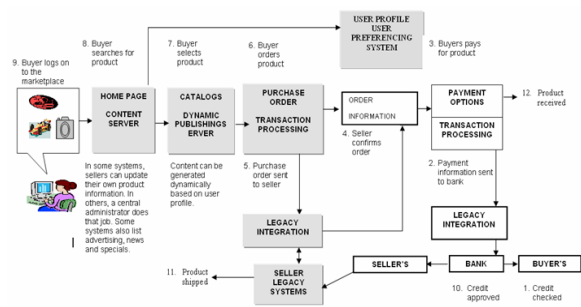 USER PROFILE
USER
PREFERENCING
SYSTEM
8. Buyer
searches for
product
7. Buyer
selects
product
6. Buyer
orders
product
3. Buyers pays
for product
9. Buyer logs on
to the
marketplace
HOME PAGE
CONTENT
SERVER
CATALOGS
DYNAMIC
PUBLISHINGS
ERVER
PURCHASE
ORDER
TRANSACTION
PROCESSING
ORDER
INFORMATION
PAYMENT
OPTIONS
TRANSACTION
PROCESSING
12. Product
received
4. Seller
confirms
order
In some systems,
sellers can update
their own product
information. In
others, a central
administrator does
that job. Some
systems also list
advertising, news
and specials.
Content can be
generated
dynamically
based on user
profile.
5. Purchase
order sent
to seller
2. Payment
information sent
to bank
LEGACY
INTEGRATION
LEGACY
INTEGRATION
11. Product
shipped
SELLER
LEGACY
SYSTEMS
SELLER'S
BANK
BUYER'S
10. Credit
approved
1. Credit
checked